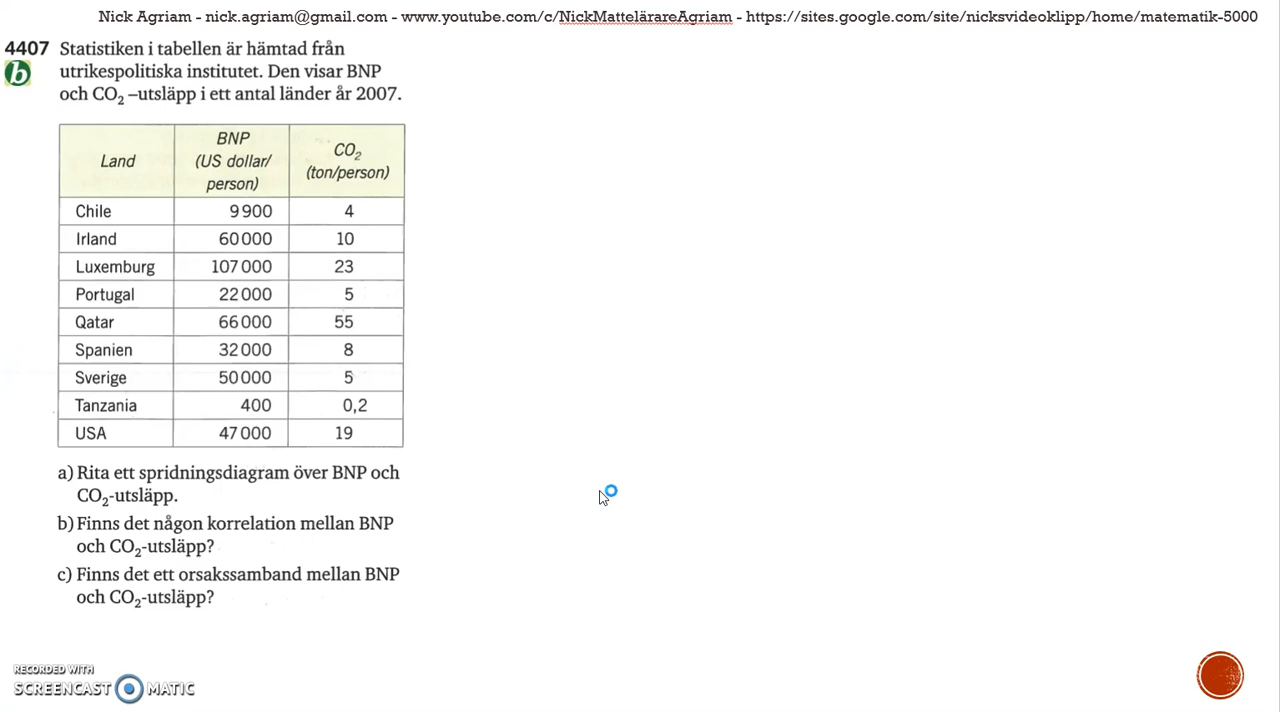 Nick Agriam - nick.agriam@gmail.com - www.youtube.com/c/NickMattelärareAgriam - https://sites.google.com/site/nicksvideoklipp/home/matematik-5000
4407 Statistiken i tabellen är hämtad från
b utrikespolitiska institutet. Den visar BNP
och CO₂ –utsläpp i ett antal länder år 2007.
Land BNP (US dollar/ person) CO₂ (ton/person)
Chile 9 900 4
Irland 60 000 10
Luxemburg 107 000 23
Portugal 22 000 5
Qatar 66 000 55
Spanien 32 000 8
Sverige 50 000 5
Tanzania 400 0,2
USA 47 000 19
a) Rita ett spridningsdiagram över BNP och
CO₂-utsläpp.
b) Finns det någon korrelation mellan BNP
och CO₂-utsläpp?
c) Finns det ett orsakssamband mellan BNP
och CO₂-utsläpp?
RECORDED WITH
SCREENCAST MATIC